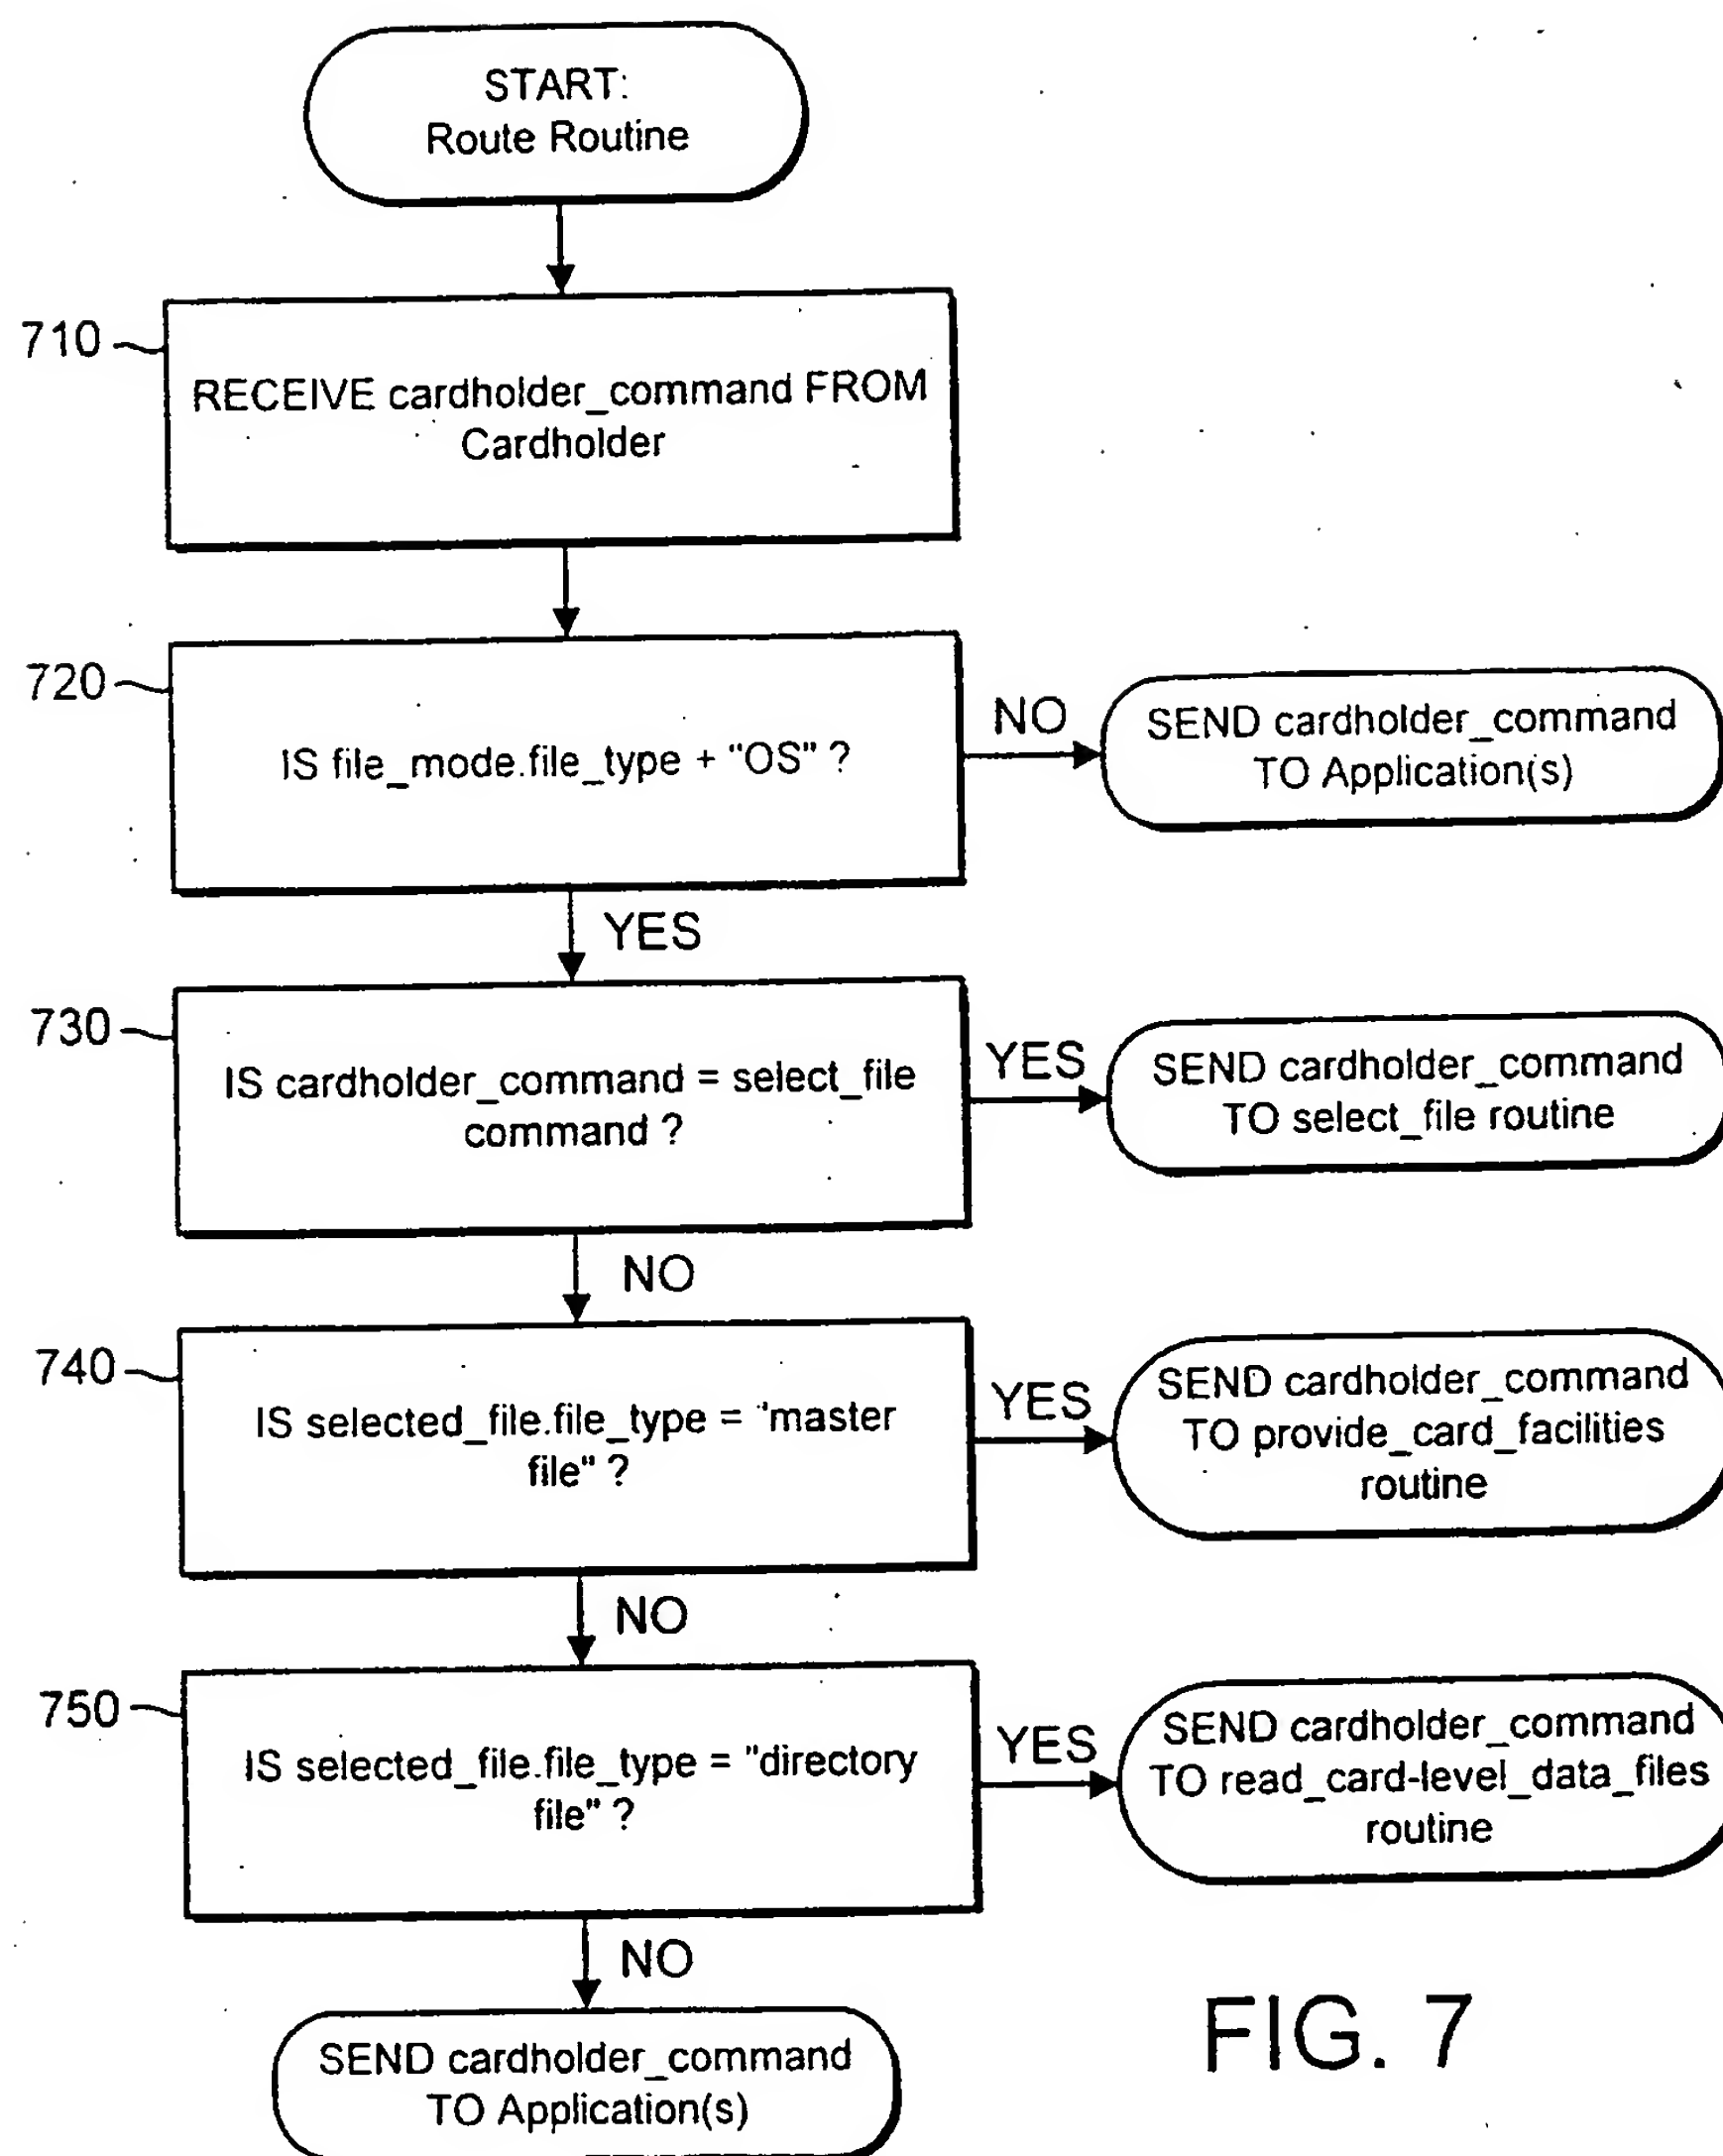 START:
Route Routine
710
RECEIVE cardholder_command FROM
Cardholder
720
IS file_mode.file_type + "OS" ?
NO
SEND cardholder_command
TO Application(s)
YES
730
IS cardholder_command = select_file
command ?
YES
SEND cardholder_command
TO select_file routine
NO
740
IS selected_file.file_type = "master
file" ?
YES
SEND cardholder_command
TO provide_card_facilities
routine
NO
750
IS selected_file.file_type = "directory
file" ?
YES
SEND cardholder_command
TO read_card-level_data_files
routine
NO
SEND cardholder_command
TO Application(s)
FIG. 7